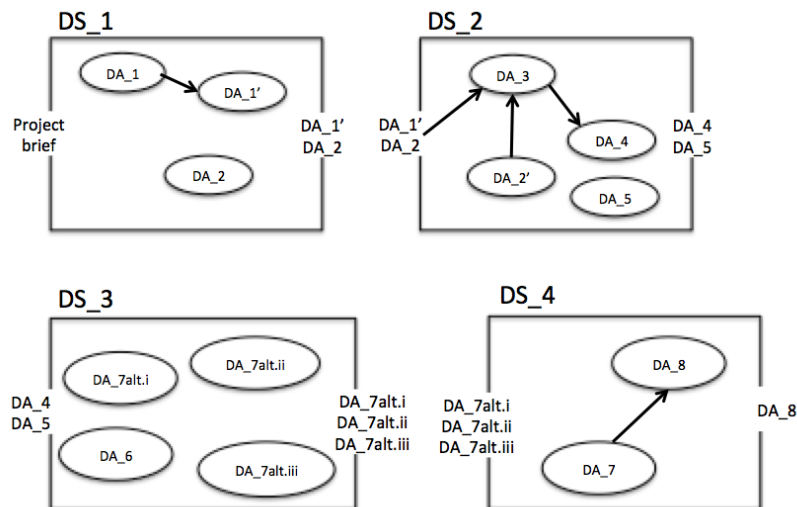 DS_1
DA_1
DA_1’
DA_2
Project
brief
DA_1’
DA_2
DS_2
DA_1’
DA_2
DA_3
DA_4
DA_2’
DA_5
DA_4
DA_5
DS_3
DA_4
DA_5
DA_7alt.i
DA_7alt.ii
DA_6
DA_7alt.iii
DA_7alt.i
DA_7alt.ii
DA_7alt.iii
DS_4
DA_7alt.i
DA_7alt.ii
DA_7alt.iii
DA_8
DA_7
DA_8